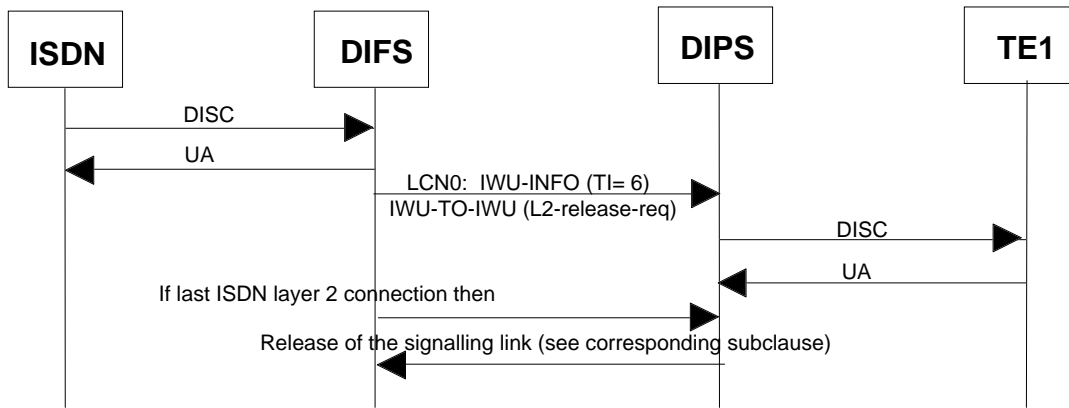 ISDN
DIFS
DIPS
TE1
DISC
UA
LCN0: IWU-INFO (TI= 6)
IWU-TO-IWU (L2-release-req)
DISC
UA
If last ISDN layer 2 connection then
Release of the signalling link (see corresponding subclause)